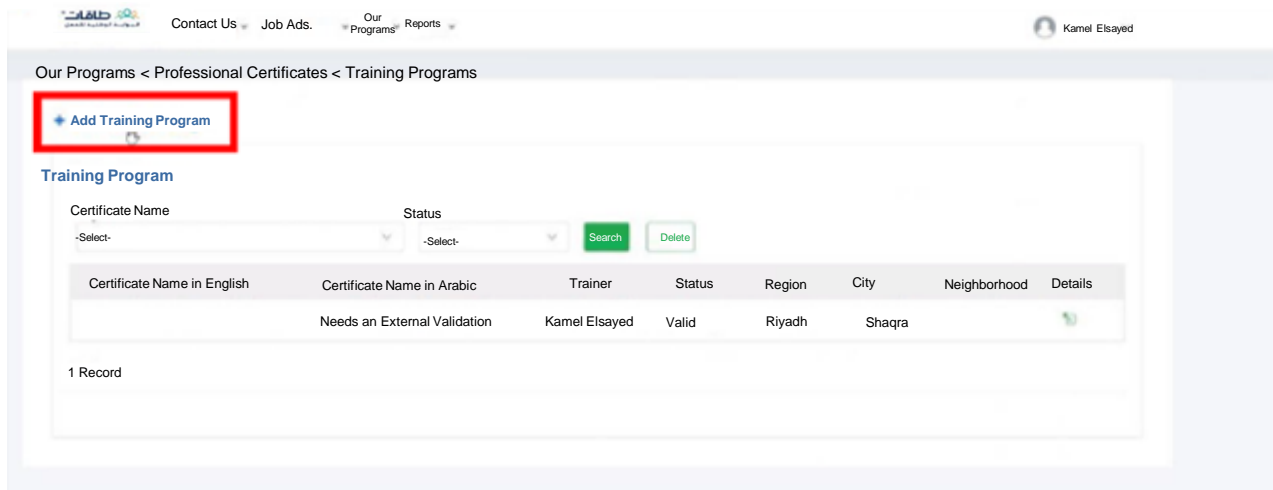 طاقات
Contact Us Job Ads. Our Programs Reports Kamel Elsayed
Our Programs < Professional Certificates < Training Programs
Add Training Program
Training Program
Certificate Name Status
-Select- -Select- Search Delete
Certificate Name in English Certificate Name in Arabic Trainer Status Region City Neighborhood Details
Needs an External Validation Kamel Elsayed Valid Riyadh Shaqra
1 Record